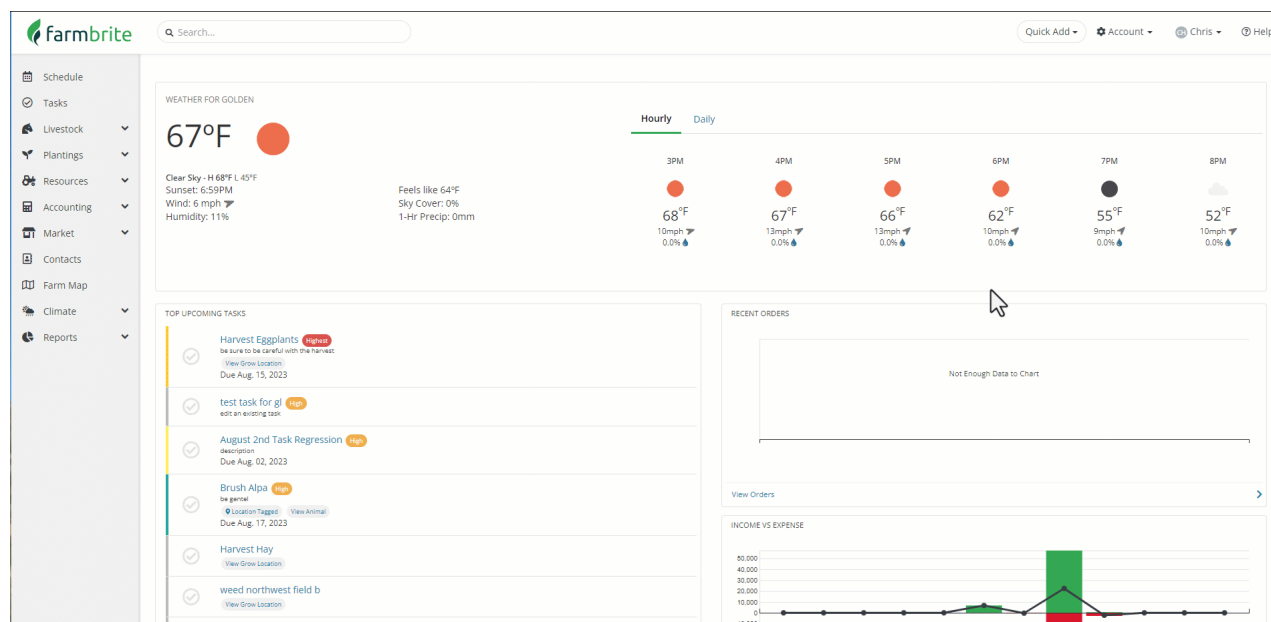 farmbrite
Search...
Quick Add
Account
CH Chris
Help
Schedule
Tasks
Livestock
Plantings
Resources
Accounting
Market
Contacts
Farm Map
Climate
Reports
WEATHER FOR GOLDEN
67°F
Clear Sky - H 68°F L 45°F
Sunset: 6:59PM
Wind: 6 mph
Humidity: 11%
Feels like 64°F
Sky Cover: 0%
1-Hr Precip: 0mm
Hourly Daily
3PM 4PM 5PM 6PM 7PM 8PM
68°F 67°F 66°F 62°F 55°F 52°F
10mph 13mph 13mph 10mph 9mph 10mph
0.0% 0.0% 0.0% 0.0% 0.0% 0.0%
TOP UPCOMING TASKS
Harvest Eggplants Highest
be sure to be careful with the harvest
View Grow Location
Due Aug. 15, 2023
test task for gl High
edit an existing task
August 2nd Task Regression High
description
Due Aug. 02, 2023
Brush Alpa High
be gentel
Location Tagged View Animal
Due Aug. 17, 2023
Harvest Hay
View Grow Location
weed northwest field b
View Grow Location
RECENT ORDERS
Not Enough Data to Chart
View Orders
INCOME VS EXPENSE
50,000
40,000
30,000
20,000
10,000
0